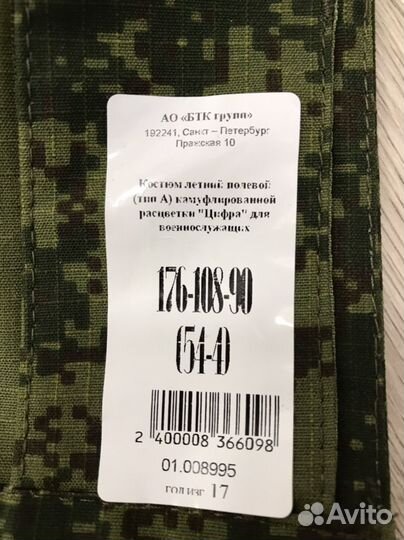 АО «БТК групп»
192241, Санкт – Петербург
Пражская 10
Костюм летний полевой
(тип А) камуфлированной
расцветки "Цифра" для
военнослужащих
176-108-90
(54-4)
2 400008 366098
01.008995
год изг 17
Avito